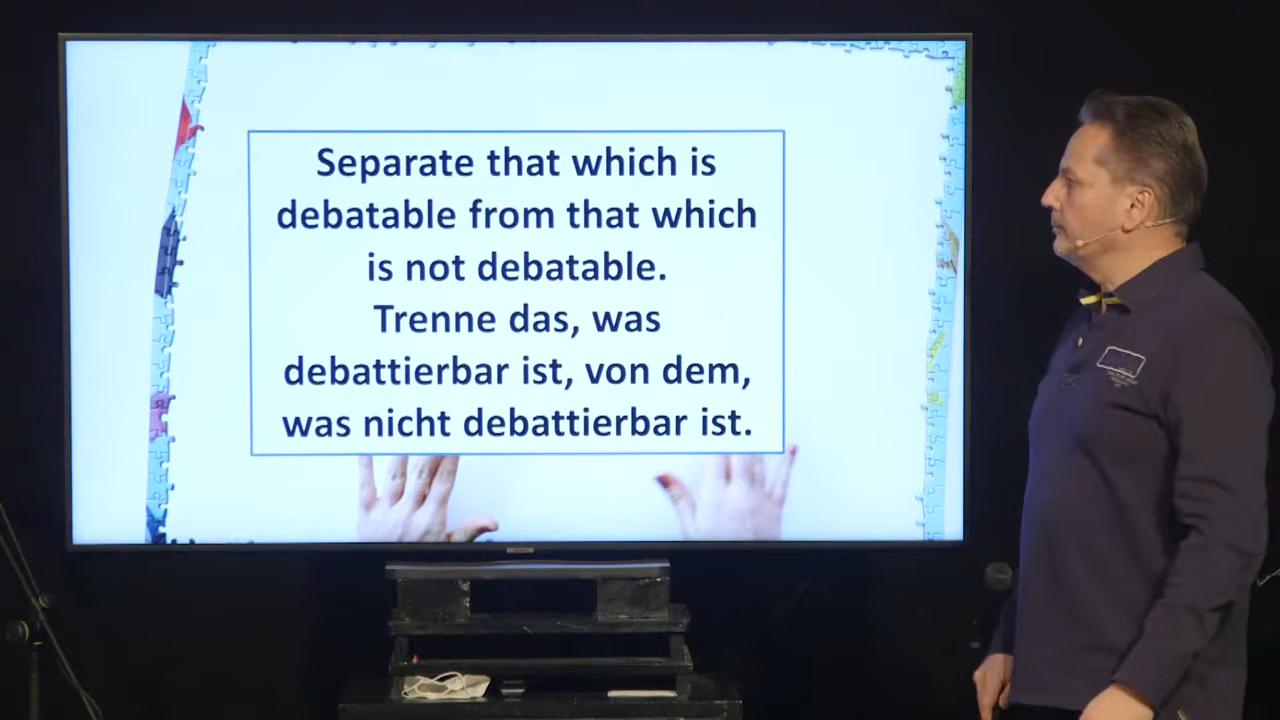 Separate that which is
debatable from that which
is not debatable.
Trenne das, was
debattierbar ist, von dem,
was nicht debattierbar ist.